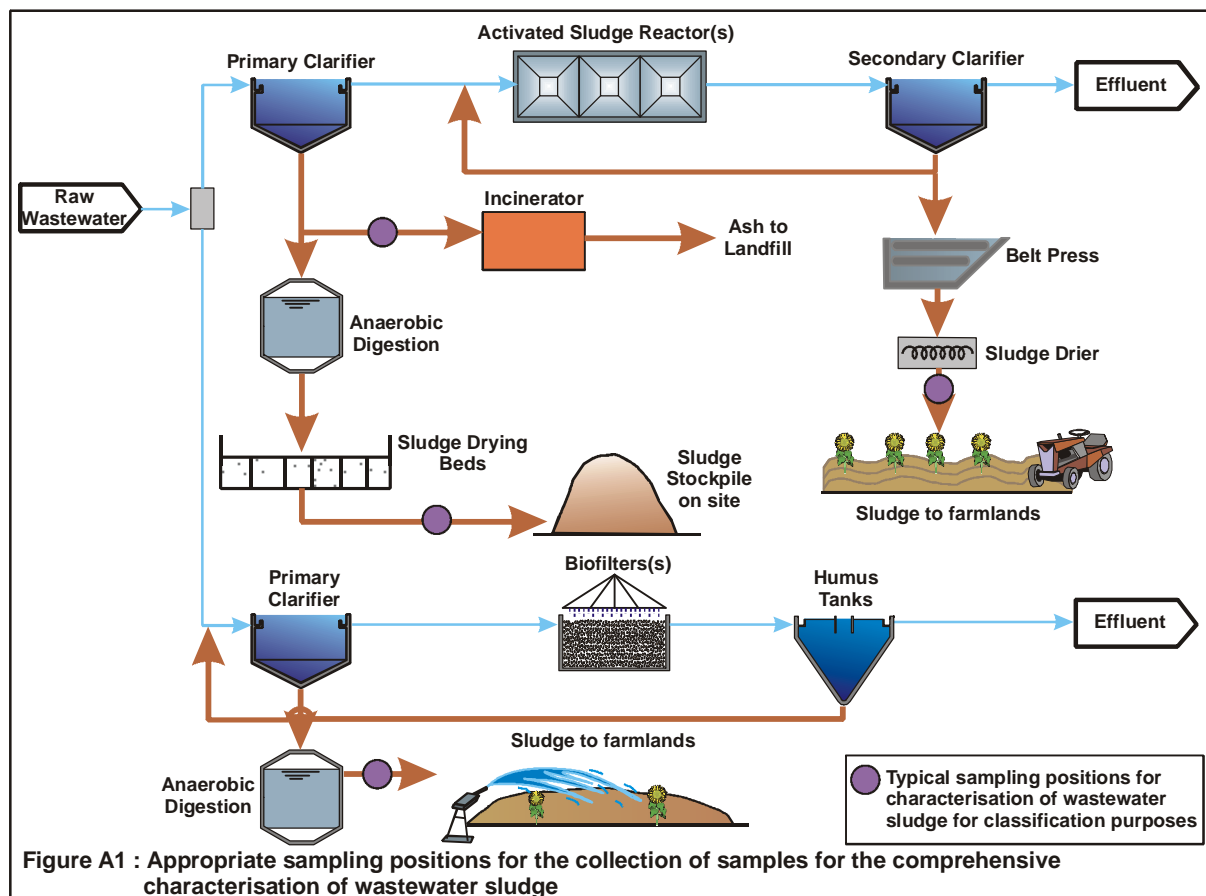 Activated Sludge Reactor(s)
Primary Clarifier
Secondary Clarifier
Effluent
Raw
Wastewater
Incinerator
Ash to
Landfill
Belt Press
Anaerobic
Digestion
Sludge Drier
Sludge Drying
Beds
Sludge
Stockpile
on site
Sludge to farmlands
Primary
Clarifier
Biofilters(s)
Humus
Tanks
Effluent
Sludge to farmlands
Anaerobic
Digestion
Typical sampling positions for
characterisation of wastewater
sludge for classification purposes
Figure A1 : Appropriate sampling positions for the collection of samples for the comprehensive
characterisation of wastewater sludge